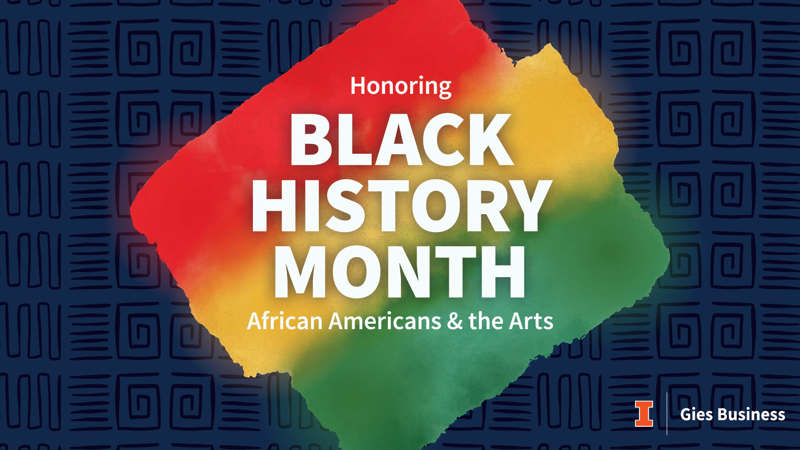 Honoring
BLACK
HISTORY
MONTH
African Americans & the Arts
I Gies Business